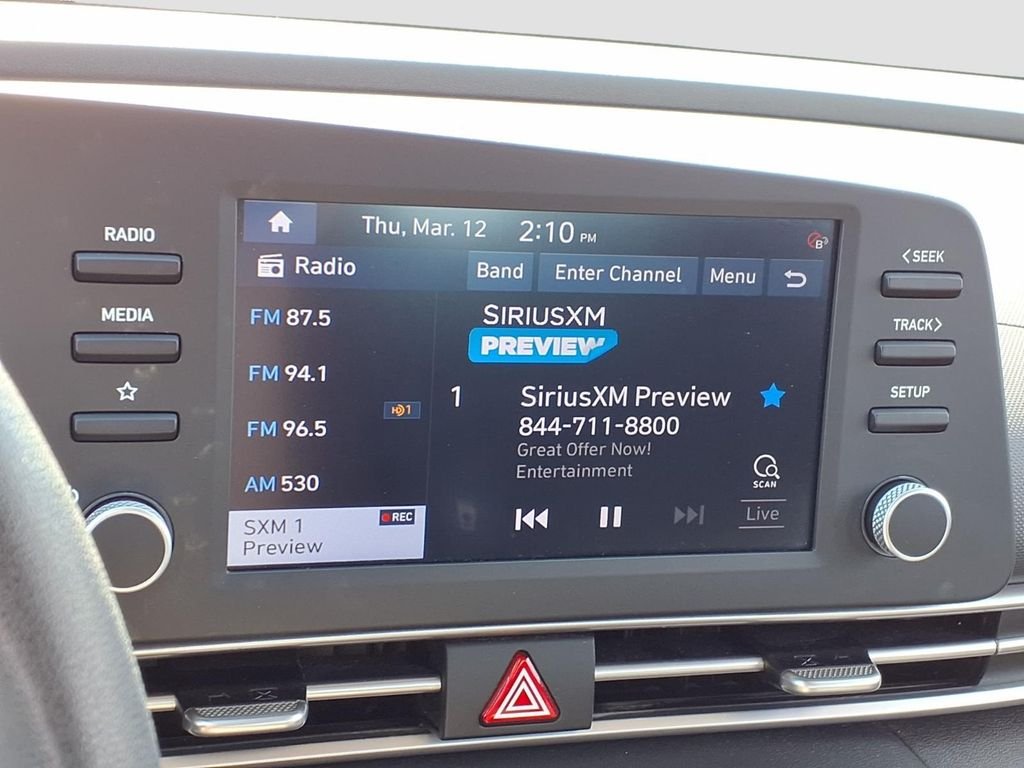 RADIO
MEDIA
Thu, Mar. 12 2:10 PM
B
Radio
Band Enter Channel Menu
FM 87.5
FM 94.1
FM 96.5
HD1
AM 530
SXM 1
REC
Preview
SIRIUSXM
PREVIEW
1 SiriusXM Preview
844-711-8800
Great Offer Now!
Entertainment
SCAN
Live
<SEEK
TRACK>
SETUP